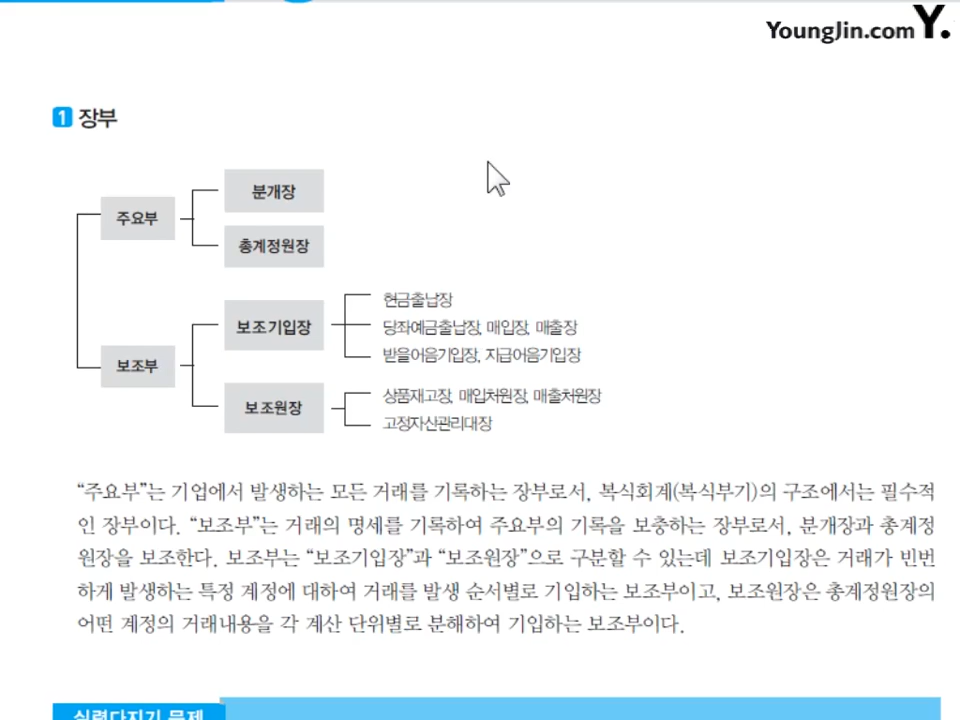 YoungJin.com Y.
1 장부
분개장
주요부
총계정원장
현금출납장
보조기입장
당좌예금출납장, 매입장, 매출장
받을어음기입장, 지급어음기입장
보조부
상품재고장, 매입처원장, 매출처원장
보조원장
고정자산관리대장
“주요부”는 기업에서 발생하는 모든 거래를 기록하는 장부로서, 복식회계(복식부기)의 구조에서는 필수적
인 장부이다. “보조부”는 거래의 명세를 기록하여 주요부의 기록을 보충하는 장부로서, 분개장과 총계정
원장을 보조한다. 보조부는 “보조기입장”과 “보조원장”으로 구분할 수 있는데 보조기입장은 거래가 빈번
하게 발생하는 특정 계정에 대하여 거래를 발생 순서별로 기입하는 보조부이고, 보조원장은 총계정원장의
어떤 계정의 거래내용을 각 계산 단위별로 분해하여 기입하는 보조부이다.
실력다지기 문제